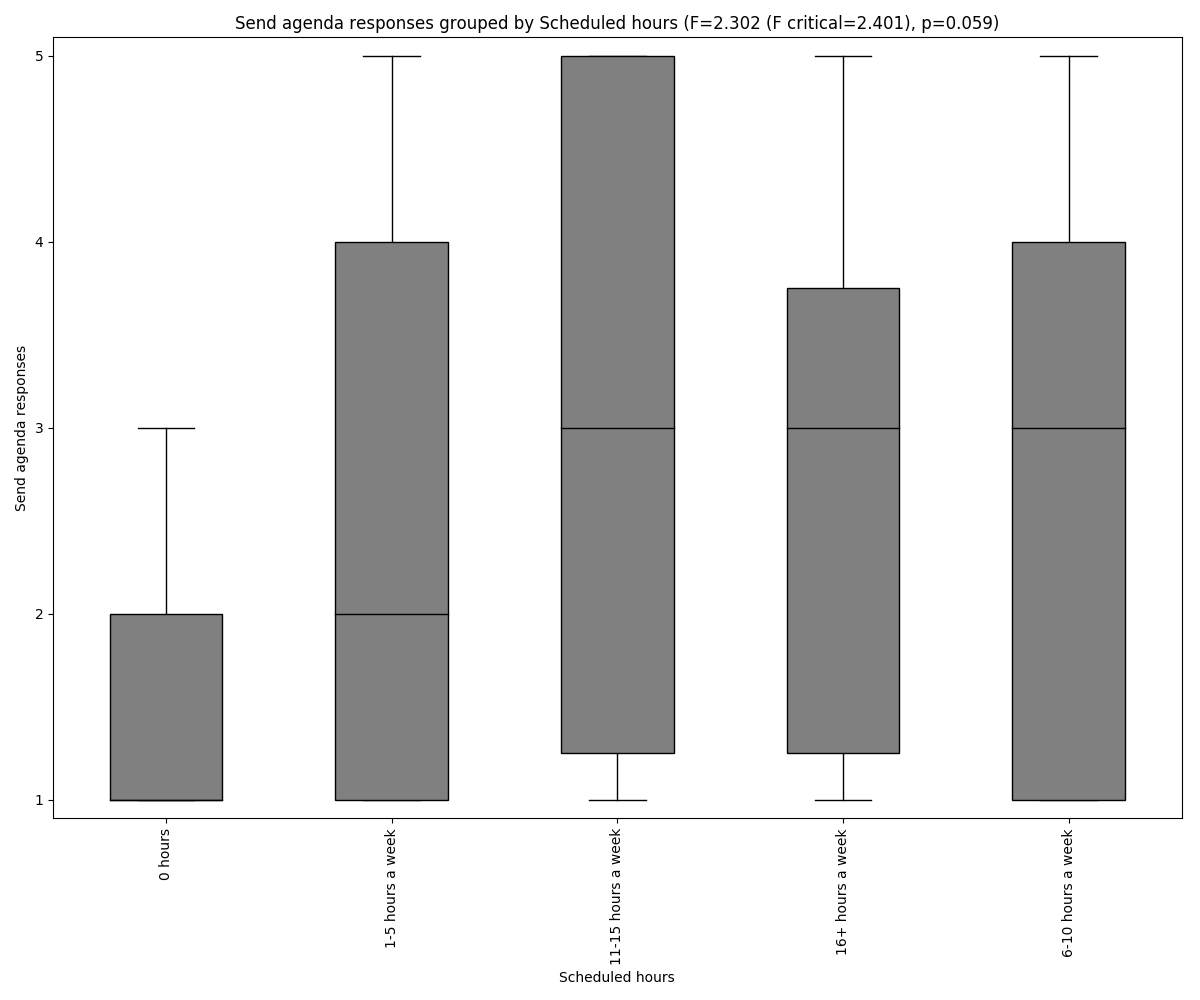 Send agenda responses grouped by Scheduled hours (F=2.302 (F critical=2.401), p=0.059)
5
4
3
2
1
Send agenda responses
0 hours
1-5 hours a week
11-15 hours a week
16+ hours a week
6-10 hours a week
Scheduled hours